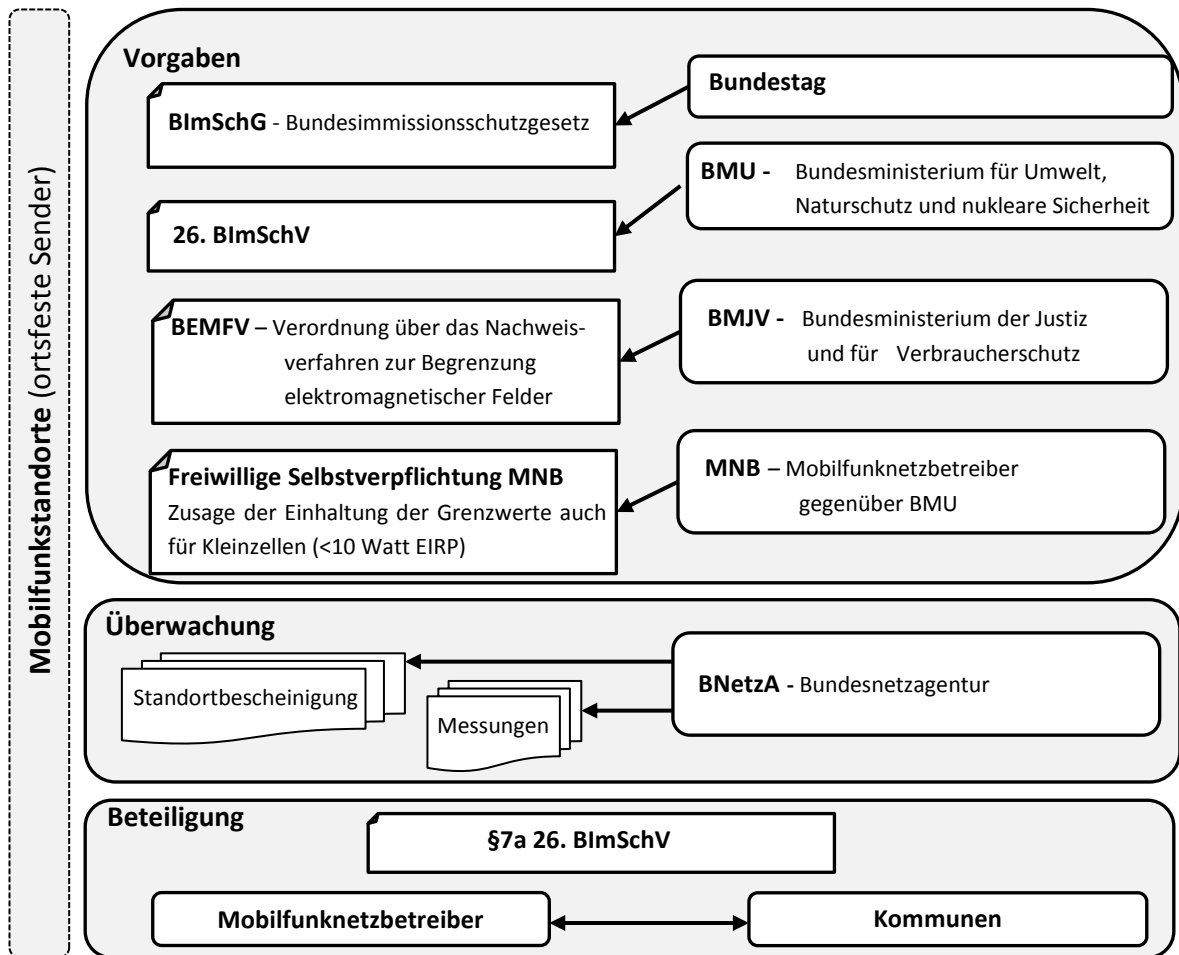 Mobilfunkstandorte (ortsfeste Sender)
Vorgaben
BImSchG - Bundesimmissionsschutzgesetz
Bundestag
26. BImSchV
BMU - Bundesministerium für Umwelt,
Naturschutz und nukleare Sicherheit
BEMFV – Verordnung über das Nachweis-
verfahren zur Begrenzung
elektromagnetischer Felder
BMJV - Bundesministerium der Justiz
und für Verbraucherschutz
Freiwillige Selbstverpflichtung MNB
Zusage der Einhaltung der Grenzwerte auch
für Kleinzellen (<10 Watt EIRP)
MNB – Mobilfunknetzbetreiber
gegenüber BMU
Überwachung
Standortbescheinigung
Messungen
BNetzA - Bundesnetzagentur
Beteiligung
§7a 26. BImSchV
Mobilfunknetzbetreiber
Kommunen